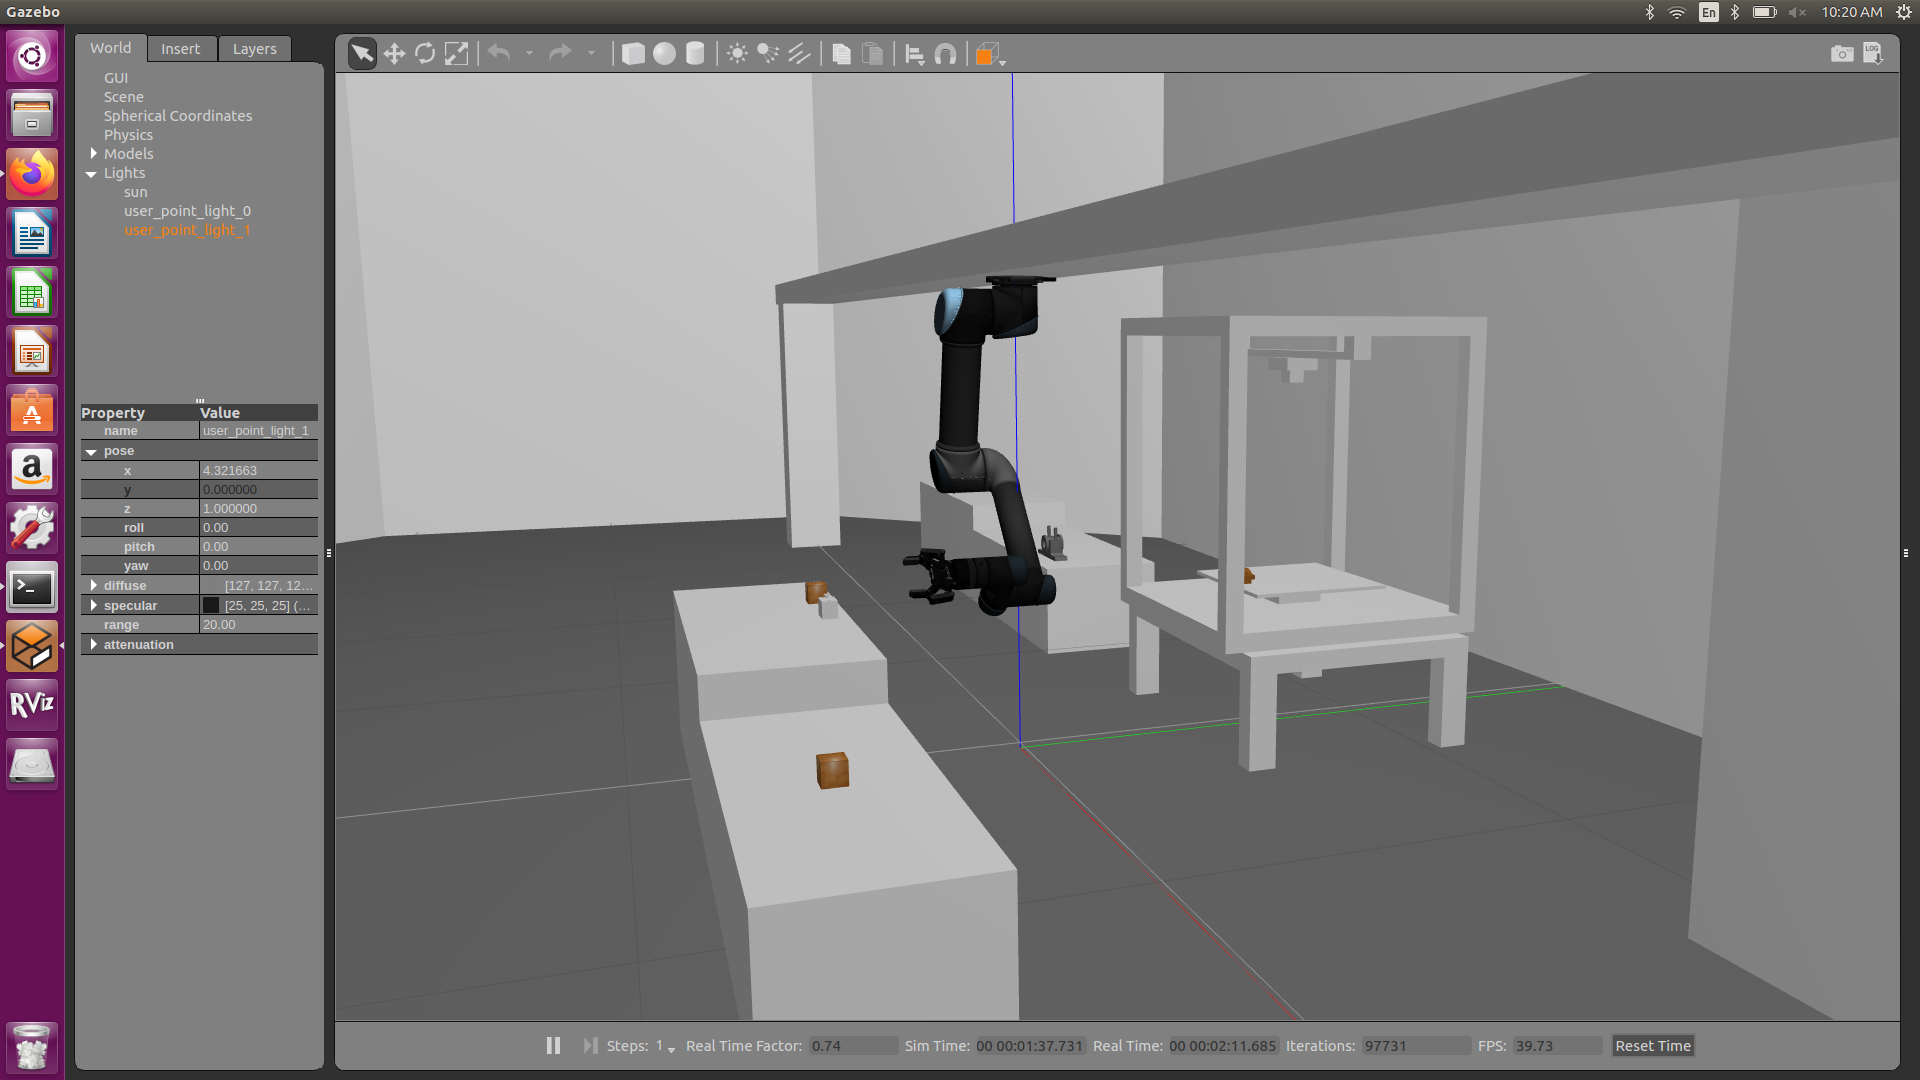 Gazebo
En
10:20 AM
World Insert Layers
LOG
GUI
Scene
Spherical Coordinates
Physics
Models
Lights
sun
user_point_light_0
user_point_light_1
Property Value
name user_point_light_1
pose
x 4.321663
y 0.000000
z 1.000000
roll 0.00
pitch 0.00
yaw 0.00
diffuse [127, 127, 12...
specular [25, 25, 25] (...
range 20.00
attenuation
A
a
>_
RViz
Steps: 1 Real Time Factor: 0.74 Sim Time: 00 00:01:37.731 Real Time: 00 00:02:11.685 Iterations: 97731 FPS: 39.73 Reset Time